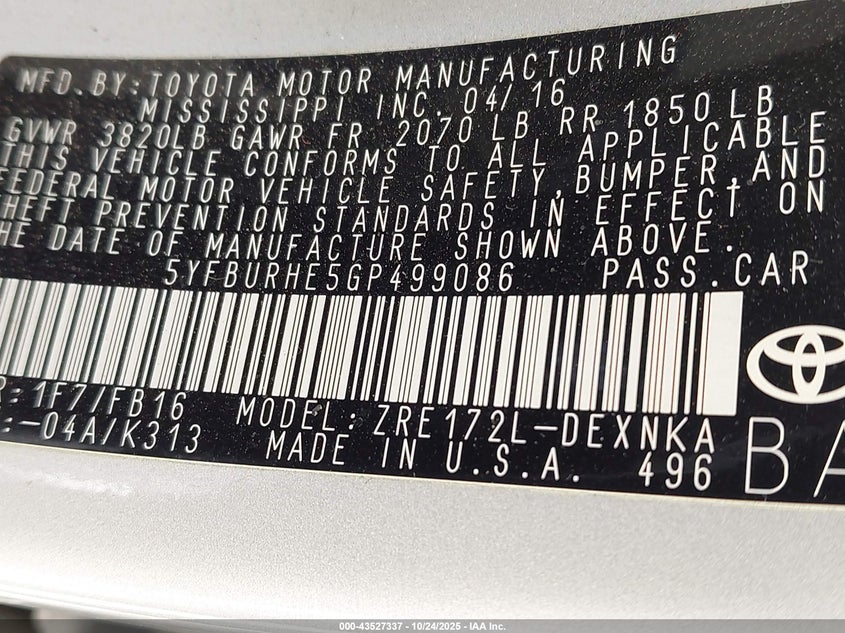 MFD. BY: TOYOTA MOTOR MANUFACTURING
MISSISSIPPI INC. 04/16
GVWR 3820LB GAWR FR 2070 LB RR 1850 LB
THIS VEHICLE CONFORMS TO ALL APPLICABLE
FEDERAL MOTOR VEHICLE SAFETY, BUMPER, AND
THEFT PREVENTION STANDARDS IN EFFECT ON
HE DATE OF MANUFACTURE SHOWN ABOVE.
5YFBURHE5GP499086 PASS.CAR
R:1F7/FB16 MODEL:ZRE172L-DEXNKA
:-04A/K313 MADE IN U.S.A. 496 BA
000-43527337 - 10/24/2025 - IAA Inc.